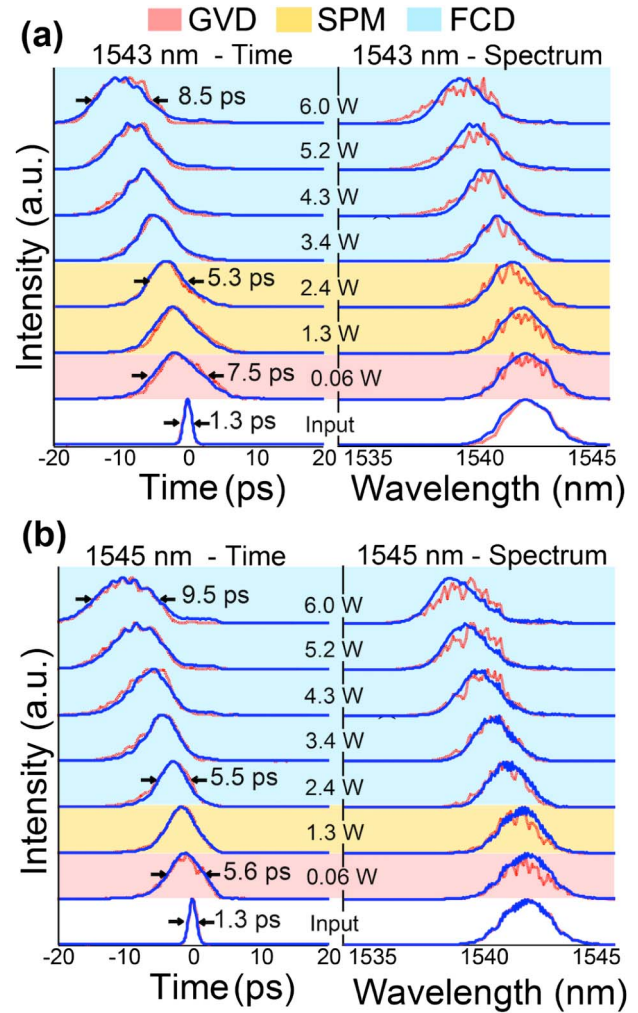 GVD SPM FCD
(a)
1543 nm - Time 1543 nm - Spectrum
8.5 ps 6.0 W
5.2 W
4.3 W
3.4 W
5.3 ps 2.4 W
1.3 W
7.5 ps 0.06 W
1.3 ps Input
-20 -10 0 10 20 1535 1540 1545
Time (ps) Wavelength (nm)
Intensity (a.u.)
(b)
1545 nm - Time 1545 nm - Spectrum
9.5 ps 6.0 W
5.2 W
4.3 W
3.4 W
5.5 ps 2.4 W
1.3 W
5.6 ps 0.06 W
1.3 ps Input
-20 -10 0 10 20 1535 1540 1545
Time (ps) Wavelength (nm)
Intensity (a.u.)